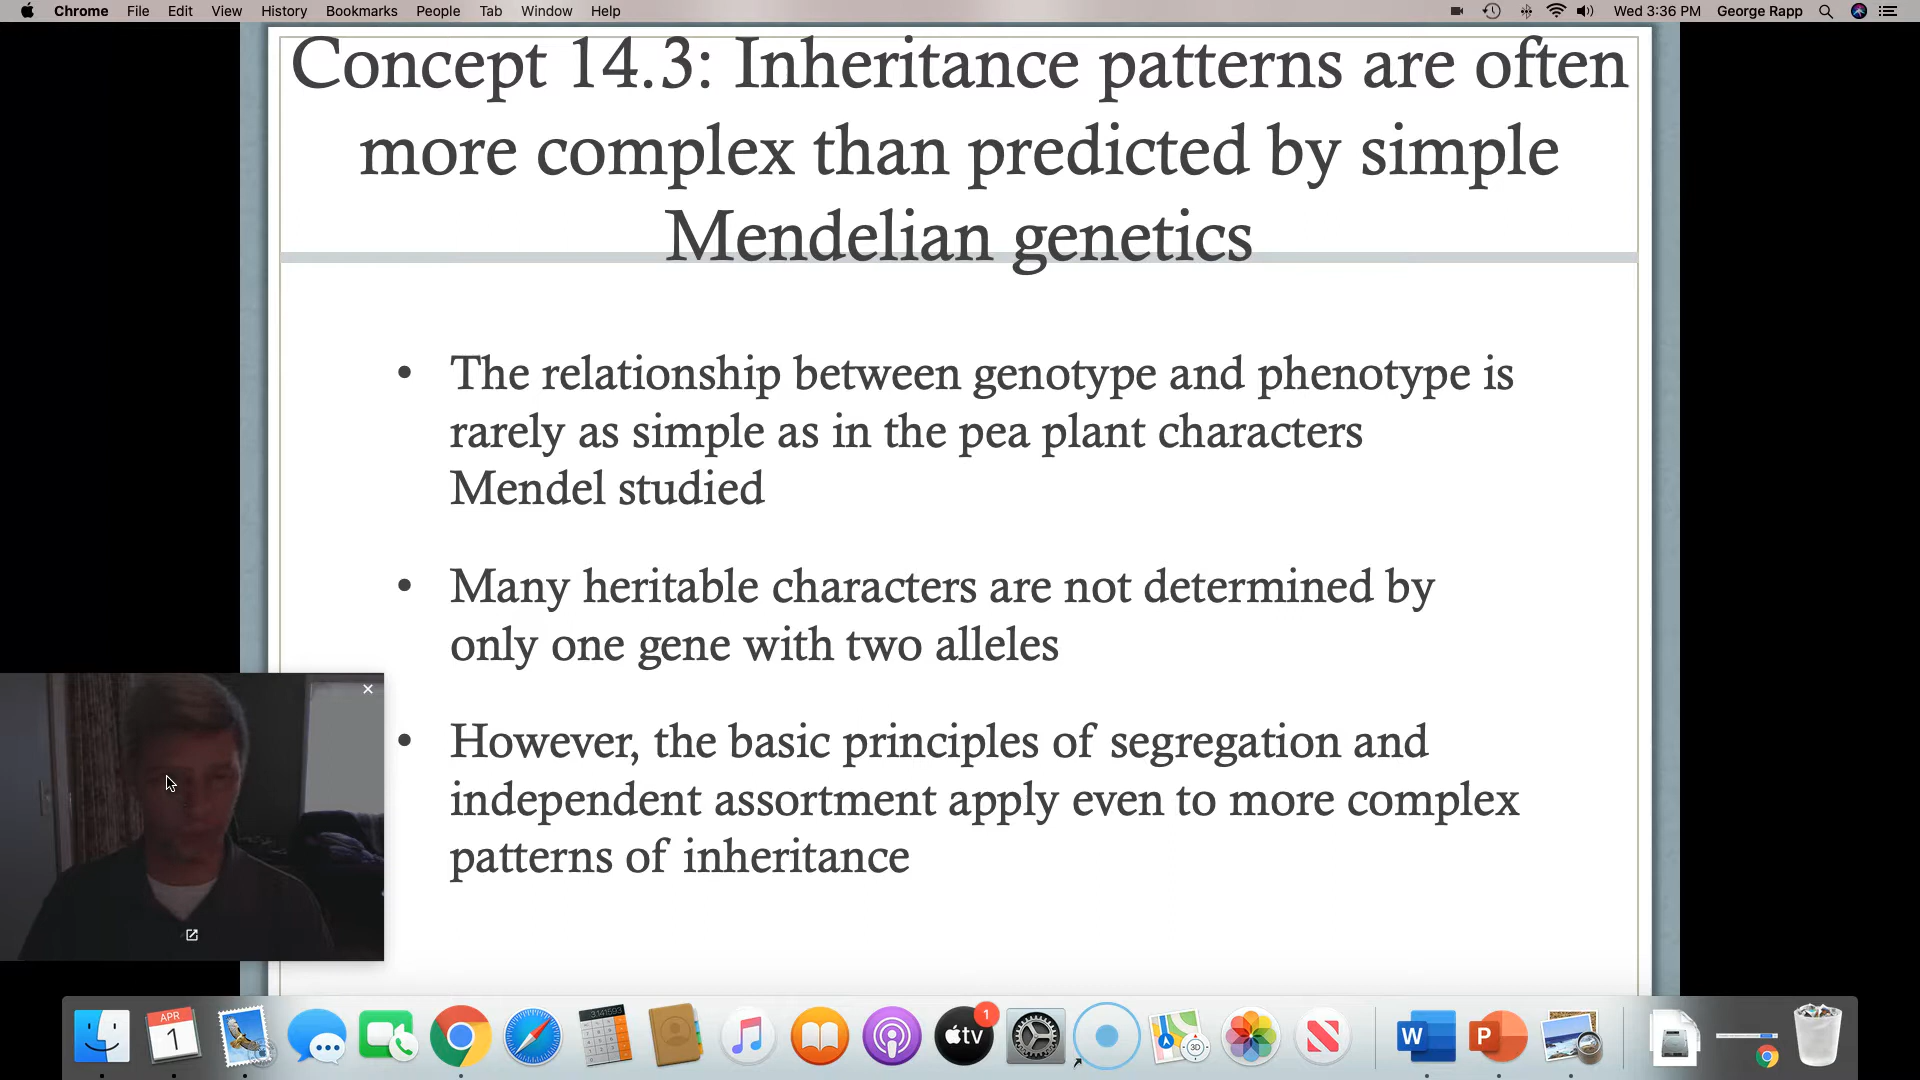 Chrome File Edit View History Bookmarks People Tab Window Help Wed 3:36 PM George Rapp
Concept 14.3: Inheritance patterns are often
more complex than predicted by simple
Mendelian genetics
• The relationship between genotype and phenotype is
rarely as simple as in the pea plant characters
Mendel studied
• Many heritable characters are not determined by
only one gene with two alleles
• However, the basic principles of segregation and
independent assortment apply even to more complex
patterns of inheritance
APR
1
3141593
tv
1
3D
W
P